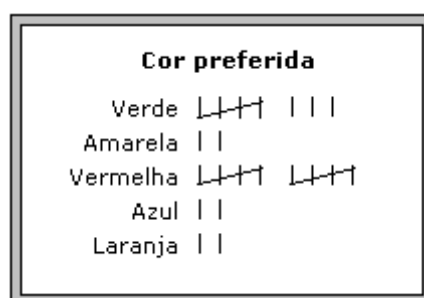 Cor preferida
Verde
Amarela
Vermelha
Azul
Laranja